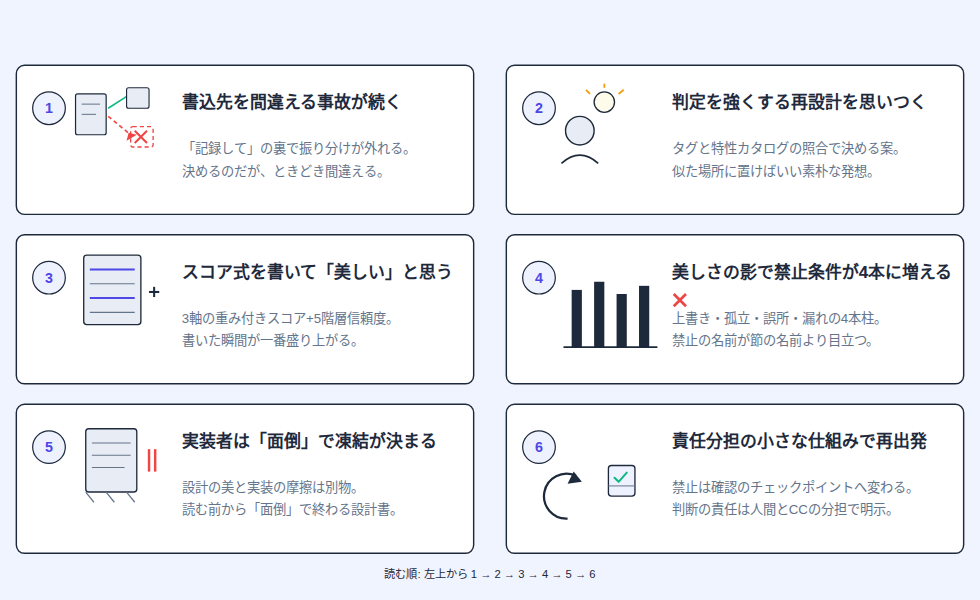 1
書込先を間違える事故が続く
「記録して」の裏で振り分けが外れる。
決めるのだが、ときどき間違える。
2
判定を強くする再設計を思いつく
タグと特性カタログの照合で決める案。
似た場所に置けばいい素朴な発想。
3
スコア式を書いて「美しい」と思う
3軸の重み付きスコア+5階層信頼度。
書いた瞬間が一番盛り上がる。
4
美しさの影で禁止条件が4本に増える
上書き・孤立・誤所・漏れの4本柱。
禁止の名前が節の名前より目立つ。
5
実装者は「面倒」で凍結が決まる
設計の美と実装の摩擦は別物。
読む前から「面倒」で終わる設計書。
6
責任分担の小さな仕組みで再出発
禁止は確認のチェックポイントへ変わる。
判断の責任は人間とCCの分担で明示。
読む順: 左上から 1 → 2 → 3 → 4 → 5 → 6